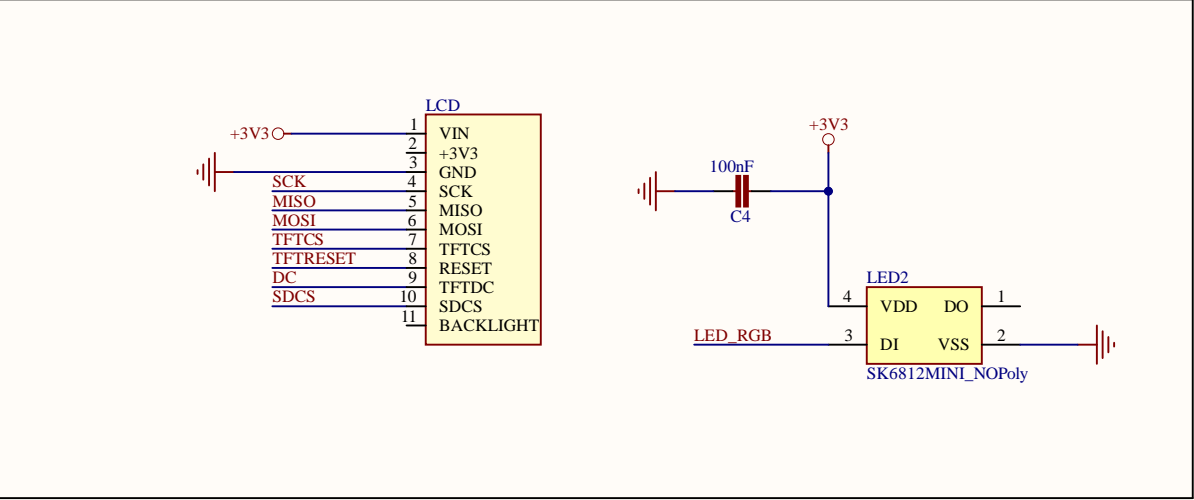 LCD
+3V3
1
VIN
2
+3V3
3
GND
SCK
4
SCK
MISO
5
MISO
MOSI
6
MOSI
TFTCS
7
TFTCS
TFTRESET
8
RESET
DC
9
TFTDC
SDCS
10
SDCS
11
BACKLIGHT
+3V3
100nF
C4
LED2
4
VDD
DO
1
LED_RGB
3
DI
VSS
2
SK6812MINI_NOPoly